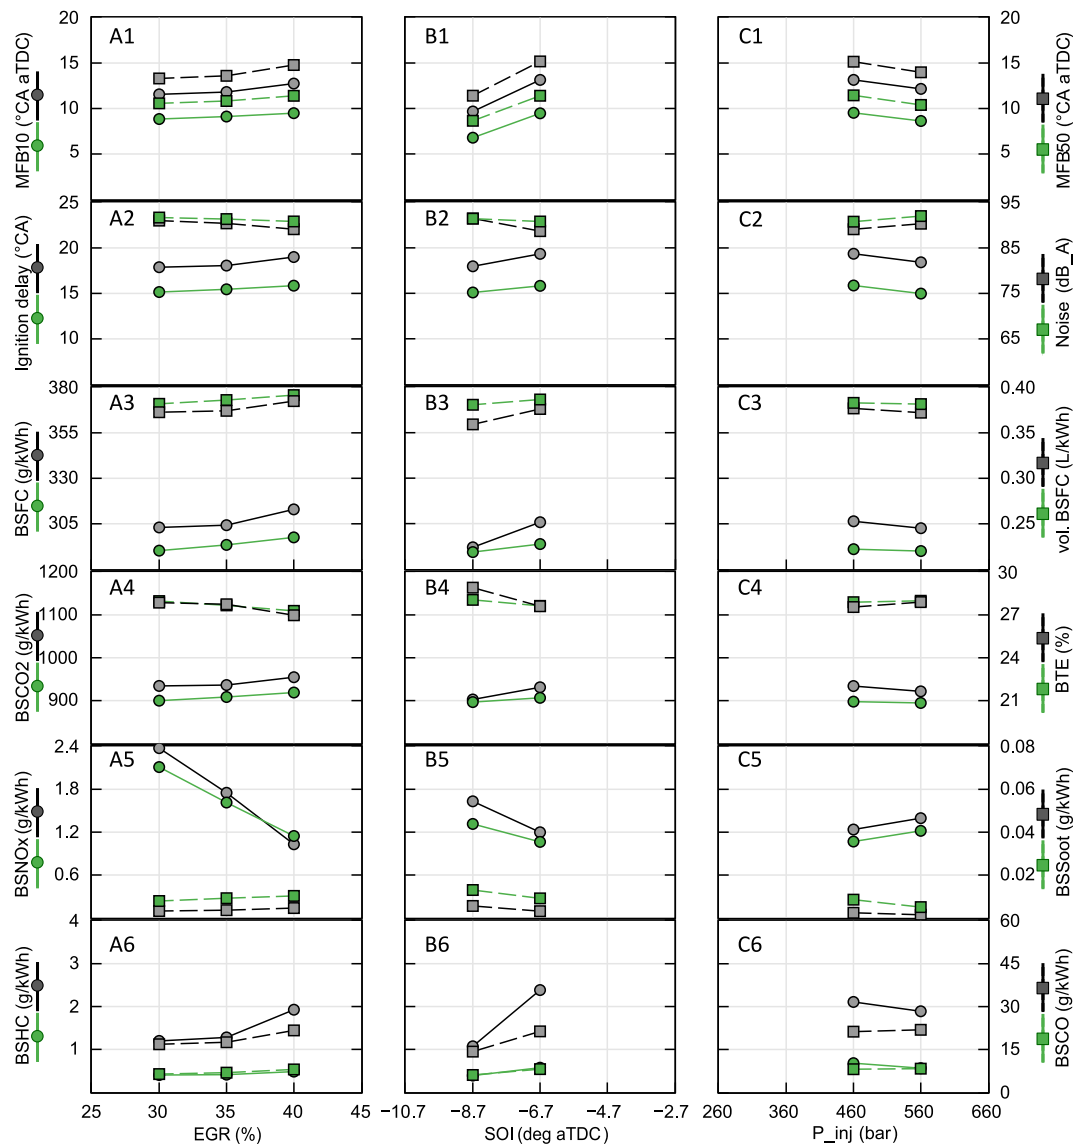 20 A1 B1 C1 20
15 15
10 10
5 5
MFB10 (°CA aTDC)
MFB50 (°CA aTDC)
25 A2 B2 C2 95
20 85
15 75
10 65
Ignition delay (°CA)
Noise (dB_A)
380 A3 B3 C3 0.40
355 0.35
330 0.30
305 0.25
BSFC (g/kWh)
vol. BSFC (L/kWh)
1200 A4 B4 C4 30
1100 27
1000 24
900 21
BSCO2 (g/kWh)
BTE (%)
2.4 A5 B5 C5 0.08
1.8 0.06
1.2 0.04
0.6 0.02
BSNOx (g/kWh)
BSSoot (g/kWh)
4 A6 B6 C6 60
3 45
2 30
1 15
0
BSHC (g/kWh)
BSCO (g/kWh)
25 30 35 40 45 −10.7 −8.7 −6.7 −4.7 −2.7 260 360 460 560 660
EGR (%) SOI (deg aTDC) P_inj (bar)